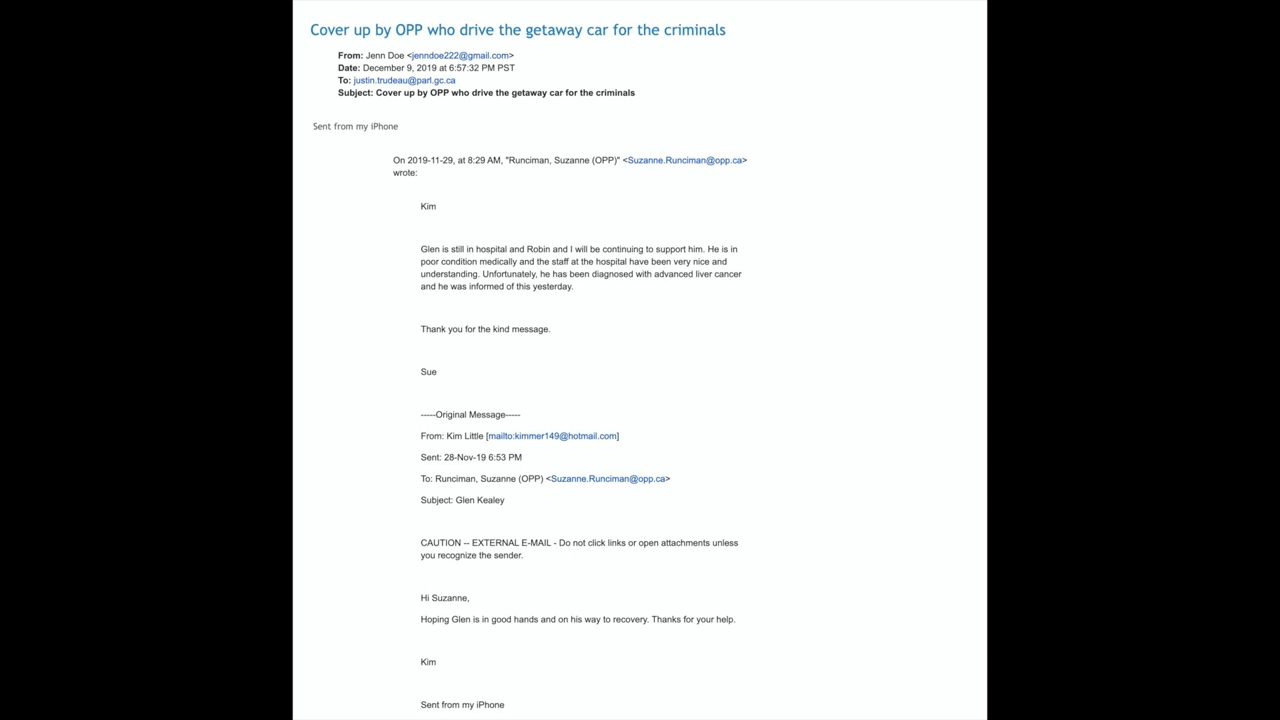 Cover up by OPP who drive the getaway car for the criminals
From: Jenn Doe <jenndoe222@gmail.com>
Date: December 9, 2019 at 6:57:32 PM PST
To: justin.trudeau@parl.gc.ca
Subject: Cover up by OPP who drive the getaway car for the criminals
Sent from my iPhone
On 2019-11-29, at 8:29 AM, "Runciman, Suzanne (OPP)" <Suzanne.Runciman@opp.ca>
wrote:
Kim
Glen is still in hospital and Robin and I will be continuing to support him. He is in
poor condition medically and the staff at the hospital have been very nice and
understanding. Unfortunately, he has been diagnosed with advanced liver cancer
and he was informed of this yesterday.
Thank you for the kind message.
Sue
-----Original Message-----
From: Kim Little [mailto:kimmer149@hotmail.com]
Sent: 28-Nov-19 6:53 PM
To: Runciman, Suzanne (OPP) <Suzanne.Runciman@opp.ca>
Subject: Glen Kealey
CAUTION -- EXTERNAL E-MAIL - Do not click links or open attachments unless
you recognize the sender.
Hi Suzanne,
Hoping Glen is in good hands and on his way to recovery. Thanks for your help.
Kim
Sent from my iPhone